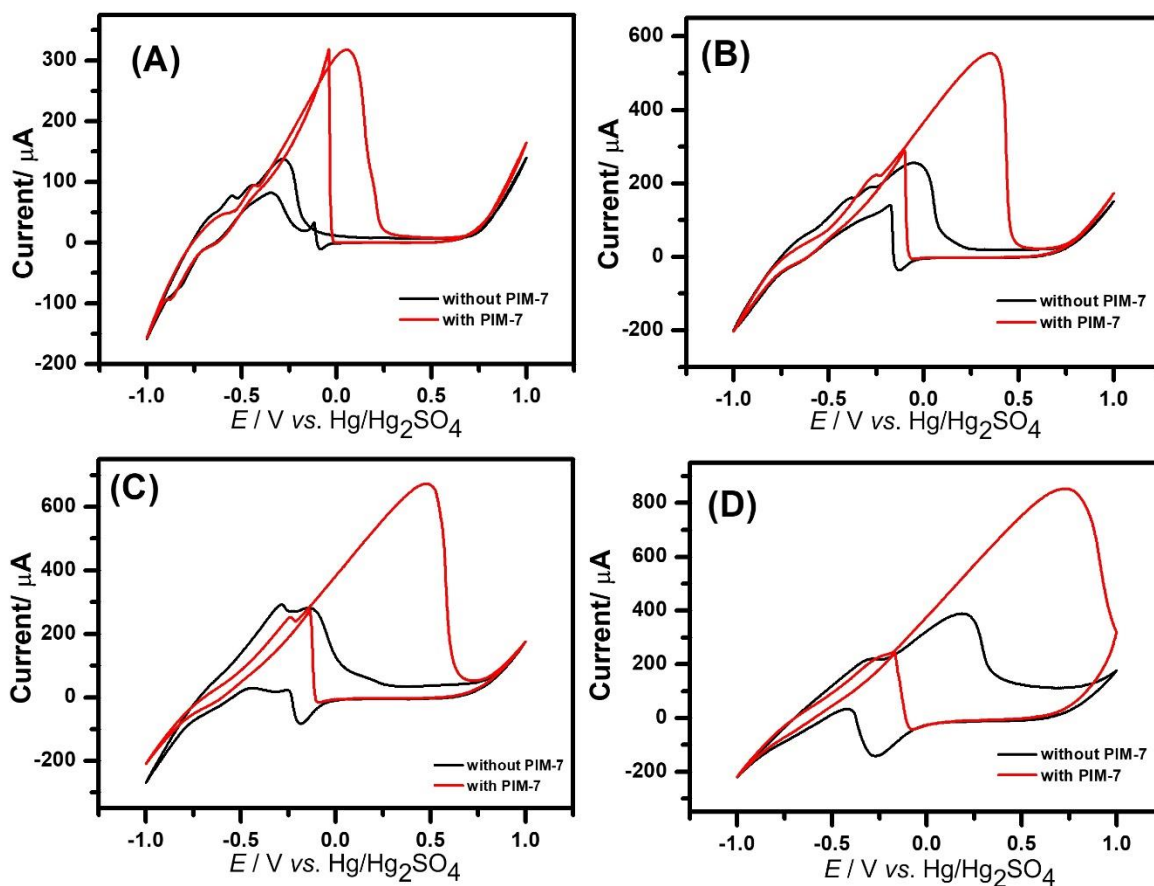 (A)
Current/ μA
300
200
100
0
-100
-200
without PIM-7
with PIM-7
-1.0 -0.5 0.0 0.5 1.0
E / V vs. Hg/Hg2SO4
(B)
Current/ μA
600
400
200
0
-200
without PIM-7
with PIM-7
-1.0 -0.5 0.0 0.5 1.0
E / V vs. Hg/Hg2SO4
(C)
Current/ μA
600
400
200
0
-200
without PIM-7
with PIM-7
-1.0 -0.5 0.0 0.5 1.0
E / V vs. Hg/Hg2SO4
(D)
Current/ μA
800
600
400
200
0
-200
without PIM-7
with PIM-7
-1.0 -0.5 0.0 0.5 1.0
E / V vs. Hg/Hg2SO4